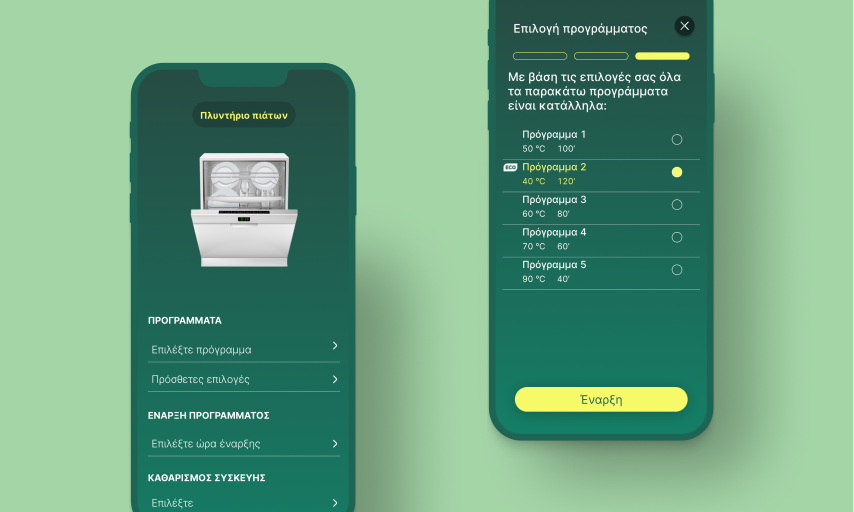 Πλυντήριο πιάτων
ΠΡΟΓΡΑΜΜΑΤΑ
Επιλέξτε πρόγραμμα
Πρόσθετες επιλογές
ΕΝΑΡΞΗ ΠΡΟΓΡΑΜΜΑΤΟΣ
Επιλέξτε ώρα έναρξης
ΚΑΘΑΡΙΣΜΟΣ ΣΥΣΚΕΥΗΣ
Επιλέξτε
Επιλογή προγράμματος
Με βάση τις επιλογές σας όλα
τα παρακάτω προγράμματα
είναι κατάλληλα:
Πρόγραμμα 1
50 °C 100'
ECO Πρόγραμμα 2
40 °C 120'
Πρόγραμμα 3
60 °C 80'
Πρόγραμμα 4
70 °C 60'
Πρόγραμμα 5
90 °C 40'
Έναρξη